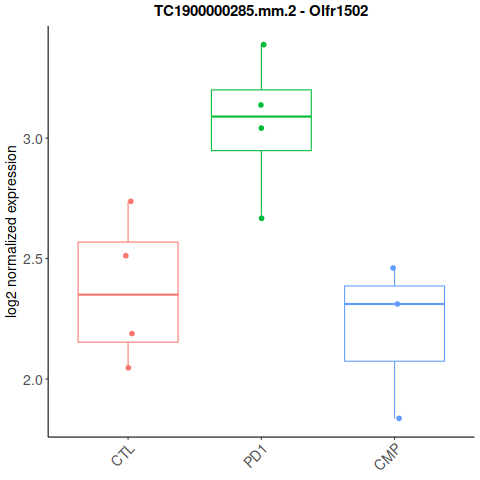 TC1900000285.mm.2 - Olfr1502
log2 normalized expression
3.0
2.5
2.0
CTL
PD1
CMP